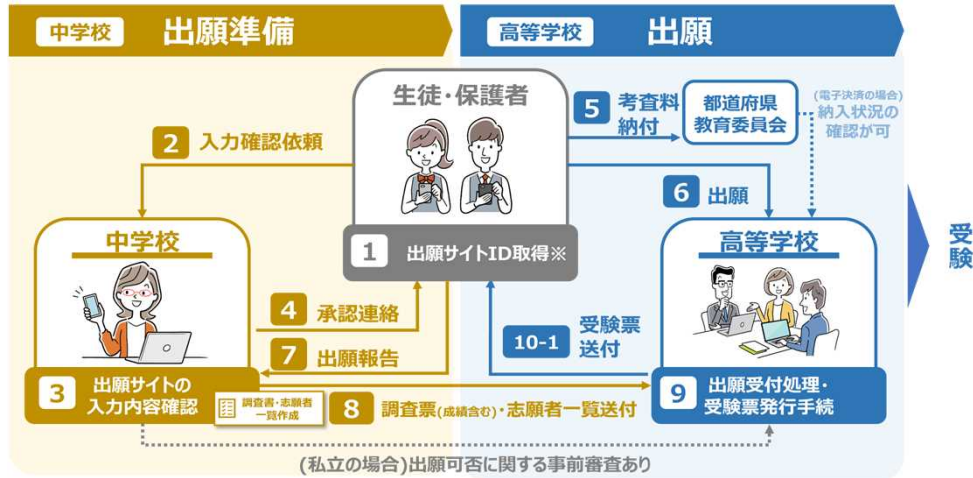 中学校 出願準備
高等学校 出願
生徒・保護者
1 出願サイトID取得※
2 入力確認依頼
中学校
3 出願サイトの
入力内容確認
調査書・志願者
一覧作成
4 承認連絡
5 考査料
納付
都道府県
教育委員会
(電子決済の場合)
納入状況の
確認が可
6 出願
高等学校
7 出願報告
8 調査票(成績含む)・志願者一覧送付
9 出願受付処理・
受験票発行手続
10-1 受験票
送付
(私立の場合)出願可否に関する事前審査あり
受験